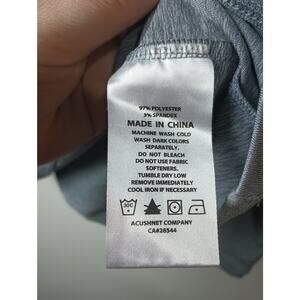 97% POLYESTER
3% SPANDEX
MADE IN CHINA
MACHINE WASH COLD
WASH DARK COLORS
SEPARATELY.
DO NOT BLEACH
DO NOT USE FABRIC
SOFTENERS.
TUMBLE DRY LOW
REMOVE IMMEDIATELY
COOL IRON IF NECESSARY
30C
ACUSHNET COMPANY
CA#28544